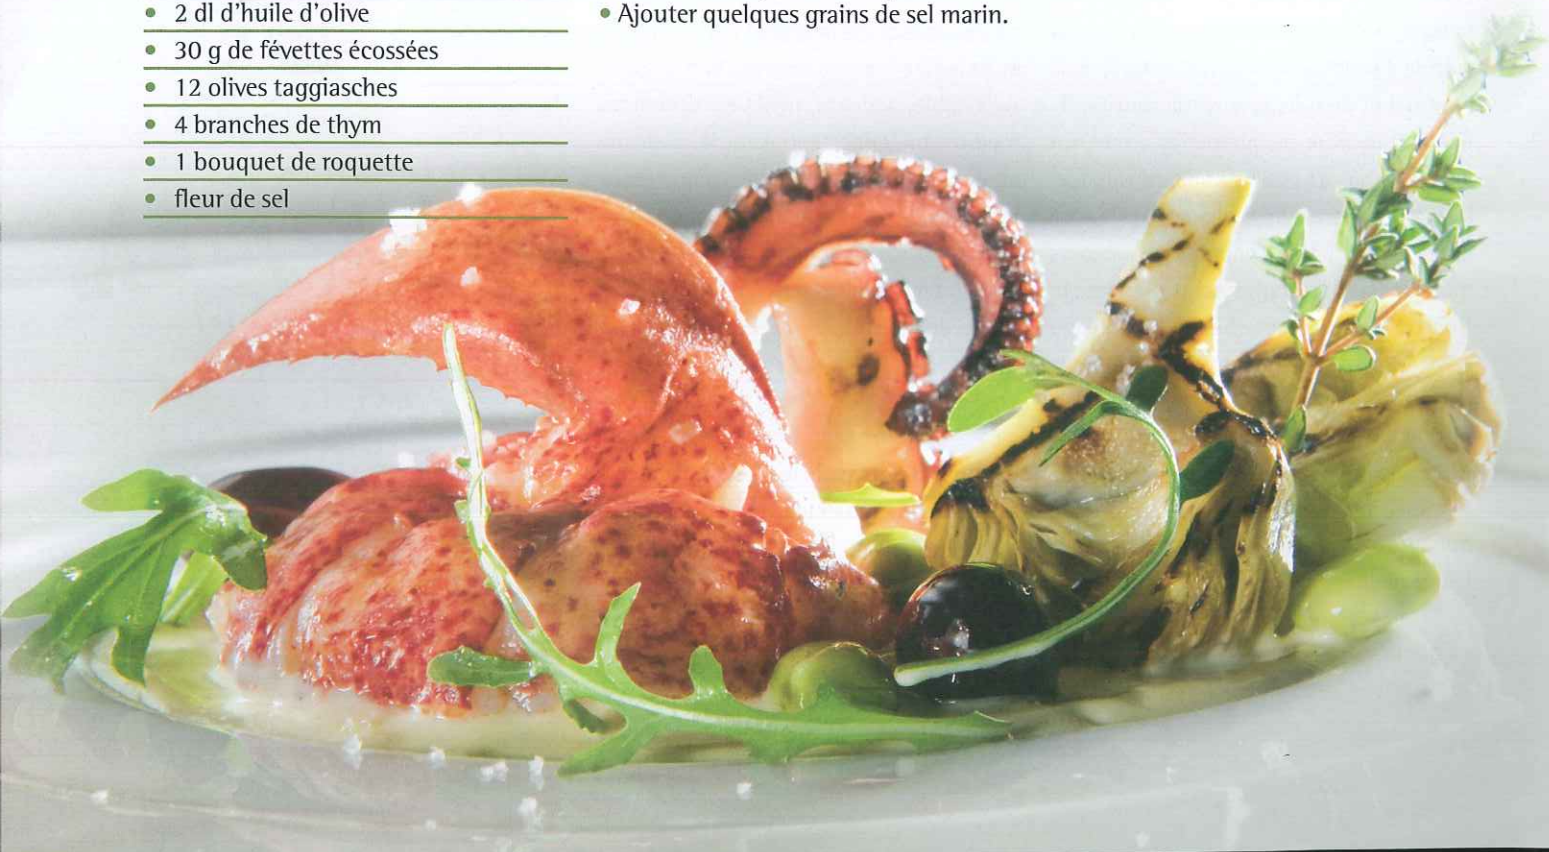 • 2 dl d’huile d’olive
• 30 g de févettes écossées
• 12 olives taggiasches
• 4 branches de thym
• 1 bouquet de roquette
• fleur de sel
• Ajouter quelques grains de sel marin.